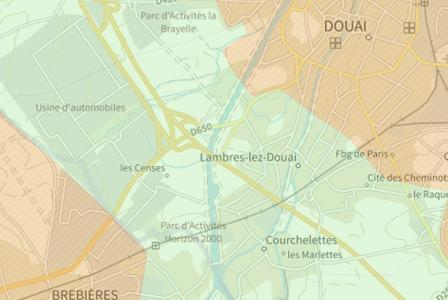 Parc d'Activités la
Brayelle
DOUAI
Usine d'automobiles
D650
Lambres-lez-Douai
Fbg de Paris
les Censes
Cité des Cheminots
le Raque
Parc d'Activités
Horizon 2000
Courchelettes
les Marlettes
BREBIÈRES